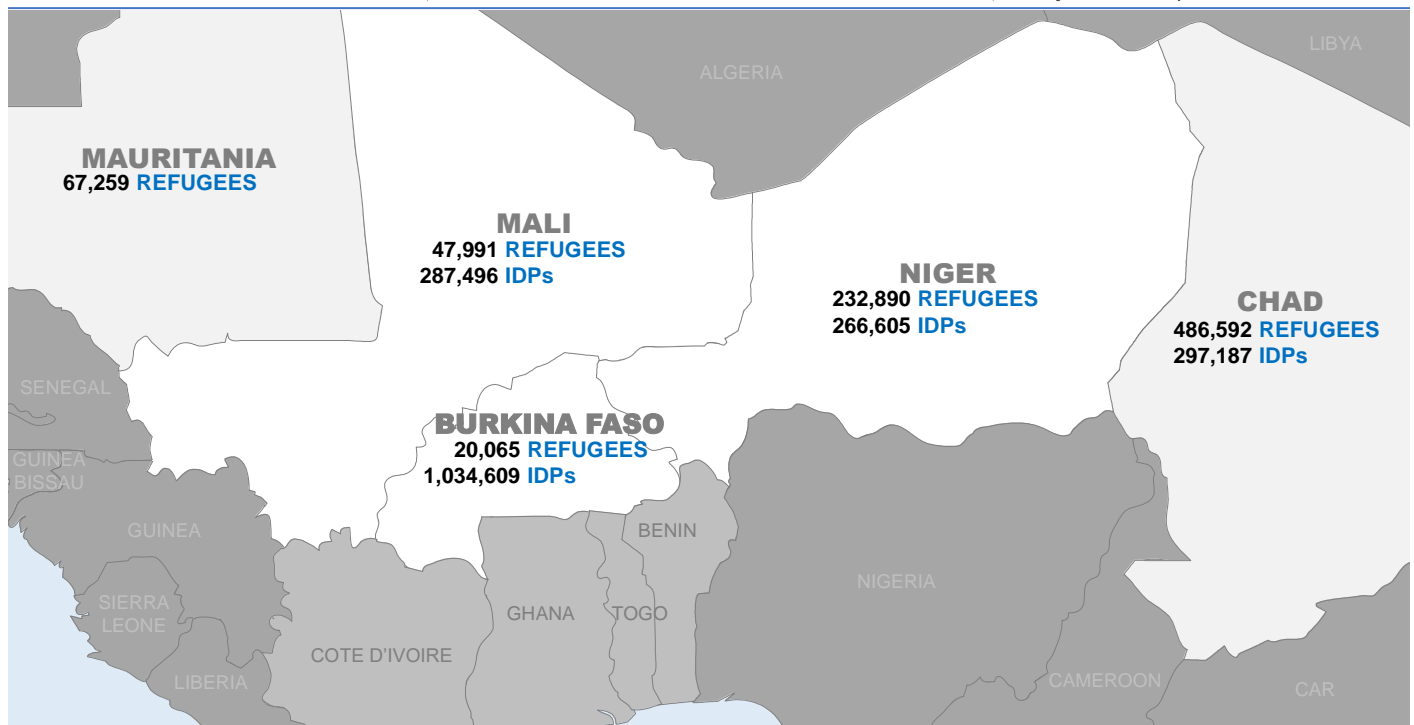 LIBYA
ALGERIA
MAURITANIA
67,259 REFUGEES
MALI
47,991 REFUGEES
287,496 IDPs
NIGER
232,890 REFUGEES
266,605 IDPs
CHAD
486,592 REFUGEES
297,187 IDPs
SENEGAL
BURKINA FASO
20,065 REFUGEES
1,034,609 IDPs
GUINEA
BISSAU
GUINEA
BENIN
NIGERIA
SIERRA
LEONE
GHANA
TOGO
COTE D'IVOIRE
LIBERIA
CAMEROON
CAR